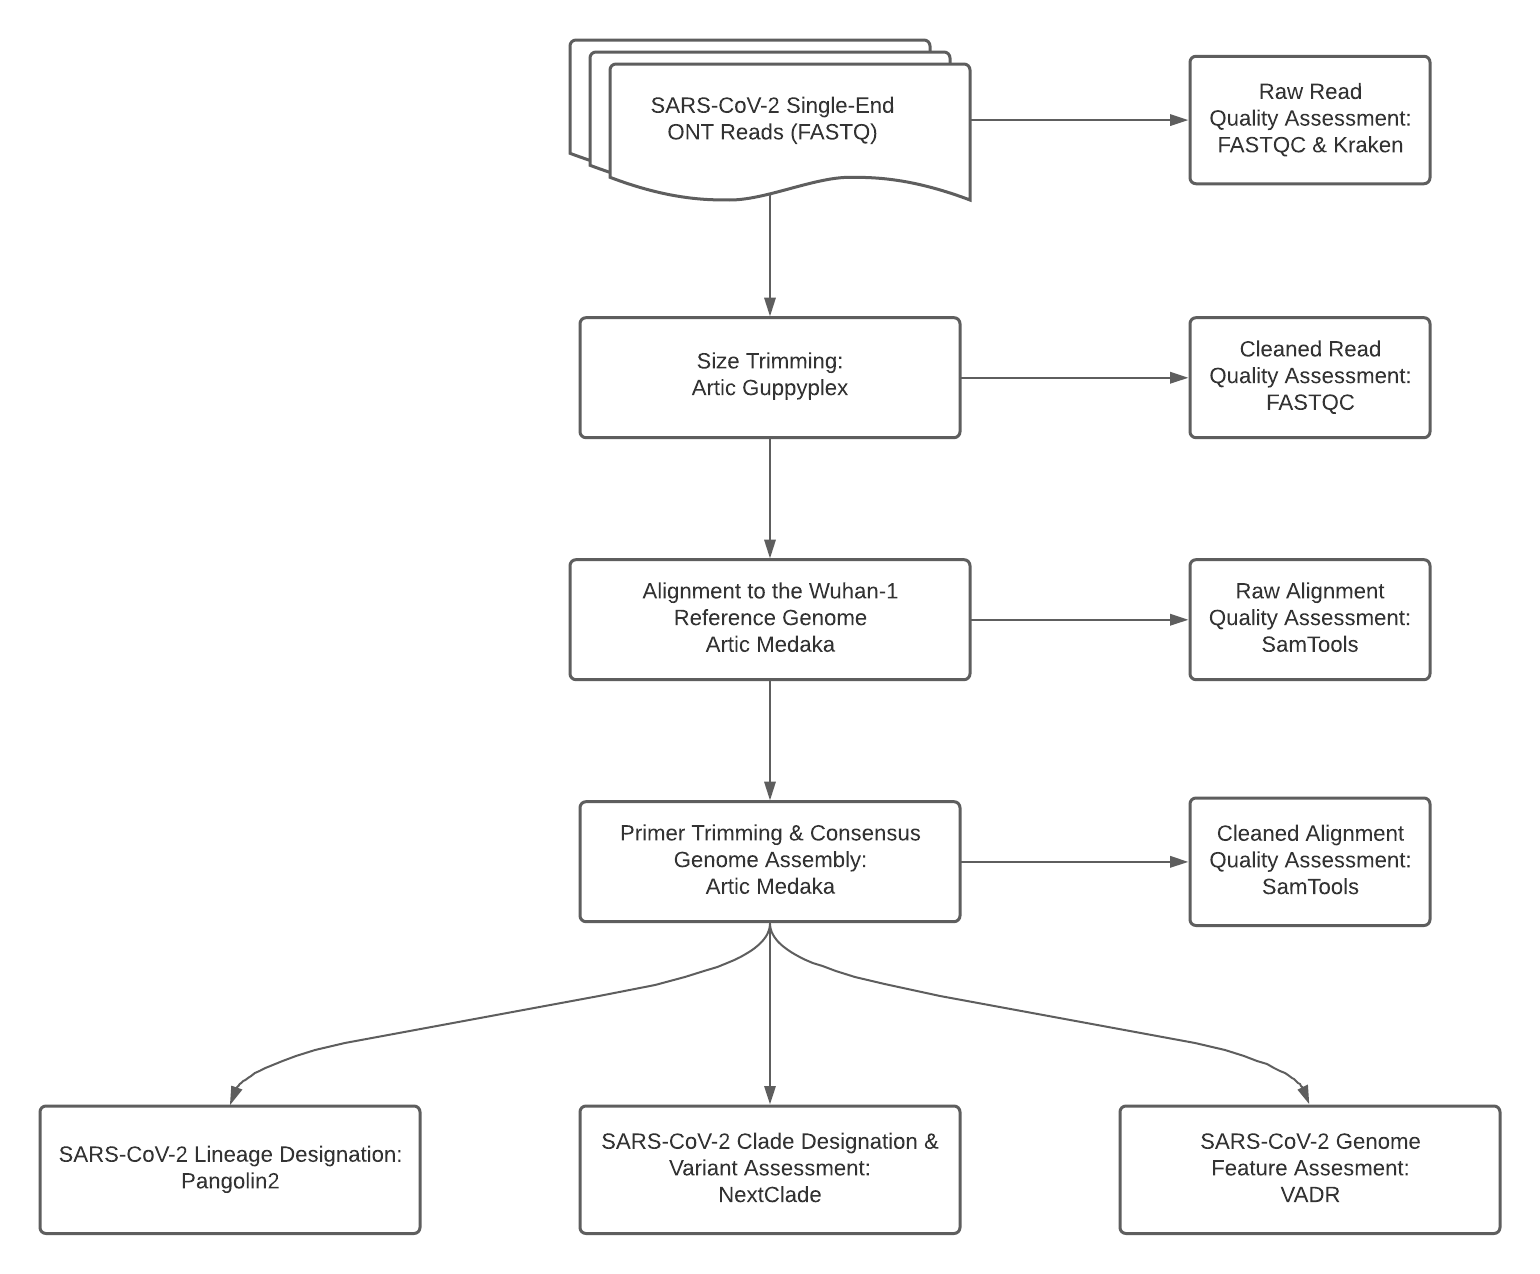 SARS-CoV-2 Single-End
ONT Reads (FASTQ)
Raw Read
Quality Assessment:
FASTQC & Kraken
Size Trimming:
Artic Guppyplex
Cleaned Read
Quality Assessment:
FASTQC
Alignment to the Wuhan-1
Reference Genome
Artic Medaka
Raw Alignment
Quality Assessment:
SamTools
Primer Trimming & Consensus
Genome Assembly:
Artic Medaka
Cleaned Alignment
Quality Assessment:
SamTools
SARS-CoV-2 Lineage Designation:
Pangolin2
SARS-CoV-2 Clade Designation &
Variant Assessment:
NextClade
SARS-CoV-2 Genome
Feature Assesment:
VADR